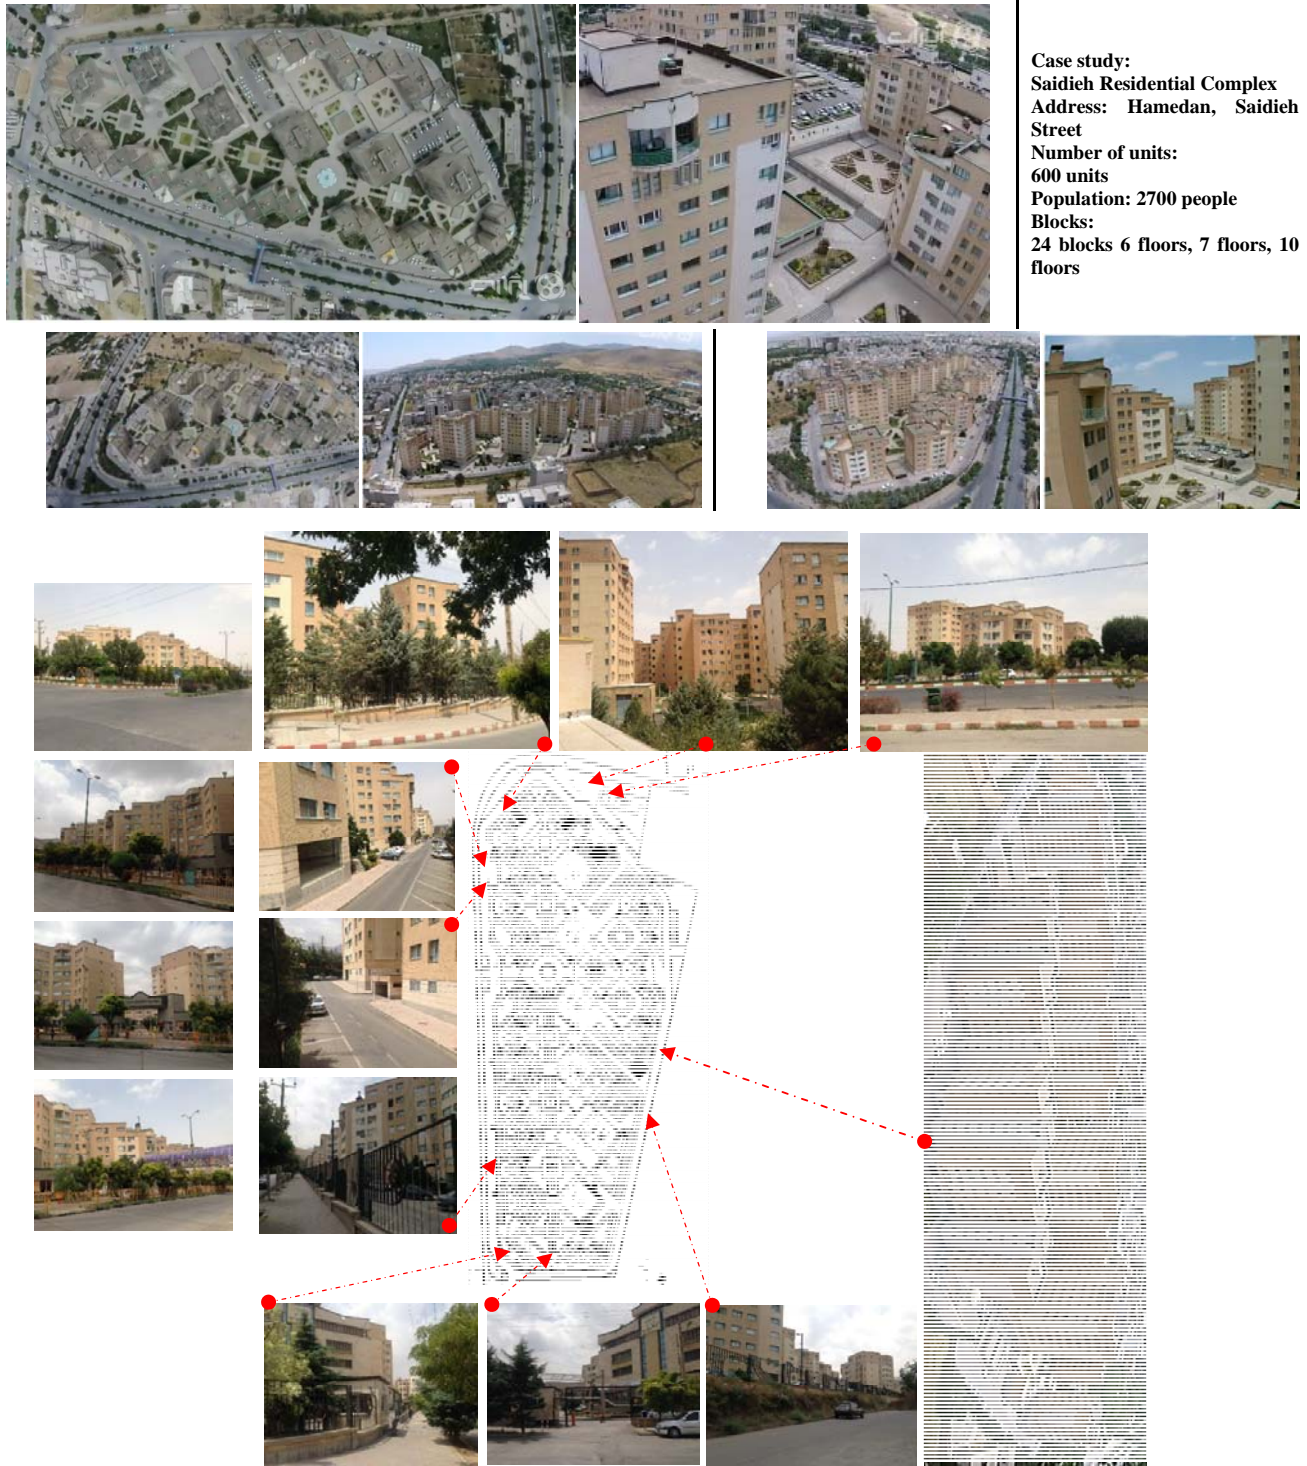 Case study:
Saidieh Residential Complex
Address: Hamedan, Saidieh
Street
Number of units:
600 units
Population: 2700 people
Blocks:
24 blocks 6 floors, 7 floors, 10
floors